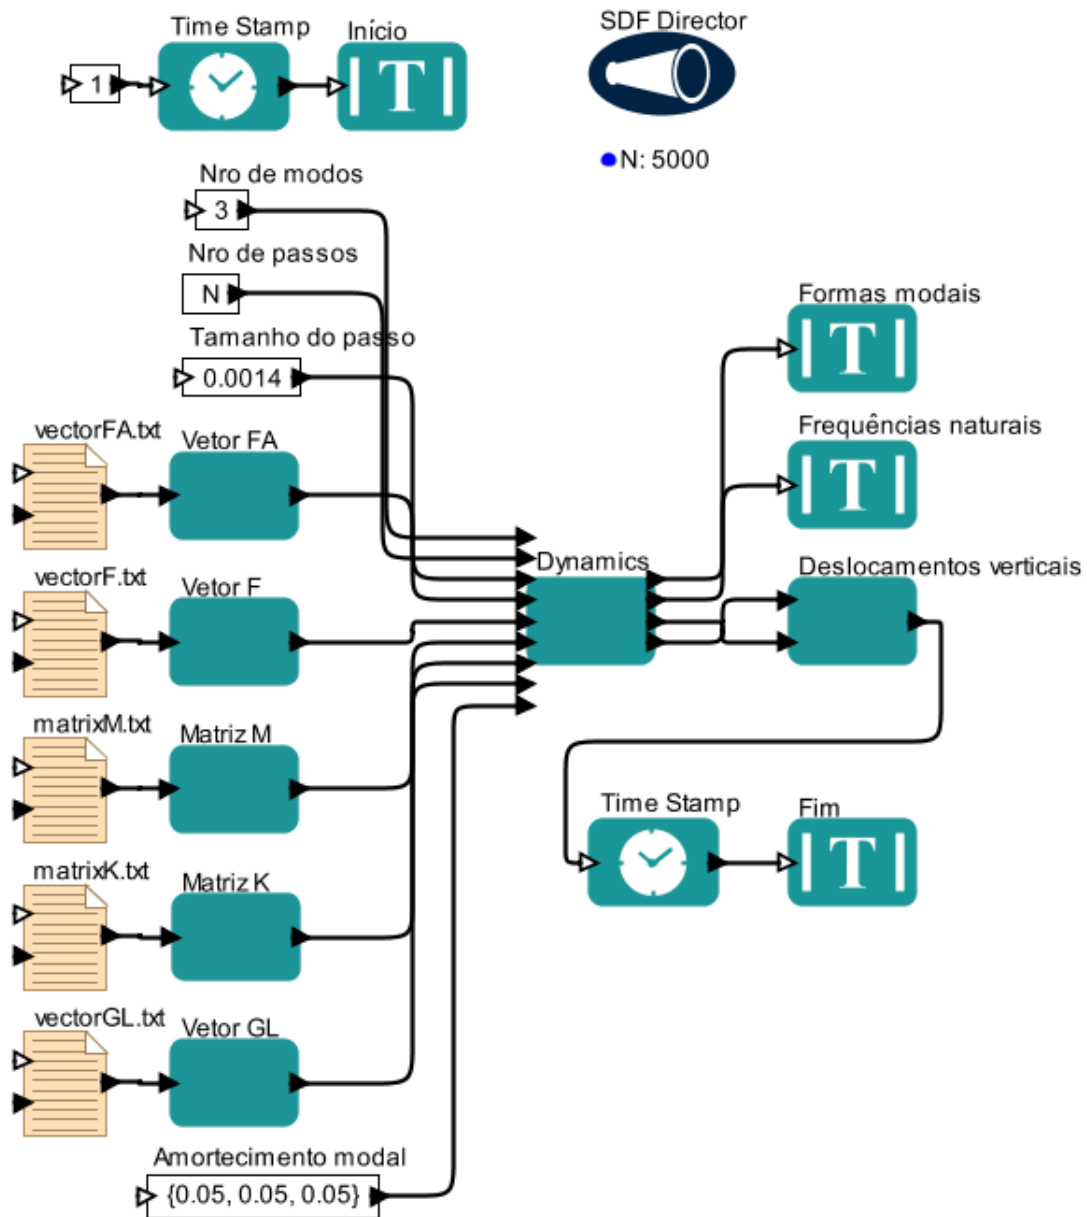 Time Stamp
Início
SDF Director
1
T
N: 5000
Nro de modos
3
Nro de passos
N
Tamanho do passo
0.0014
Formas modais
T
vectorFA.txt
Vetor FA
Frequências naturais
T
Dynamics
Deslocamentos verticais
vectorF.txt
Vetor F
matrixM.txt
Matriz M
Time Stamp
Fim
T
matrixK.txt
Matriz K
vectorGL.txt
Vetor GL
Amortecimento modal
{0.05, 0.05, 0.05}